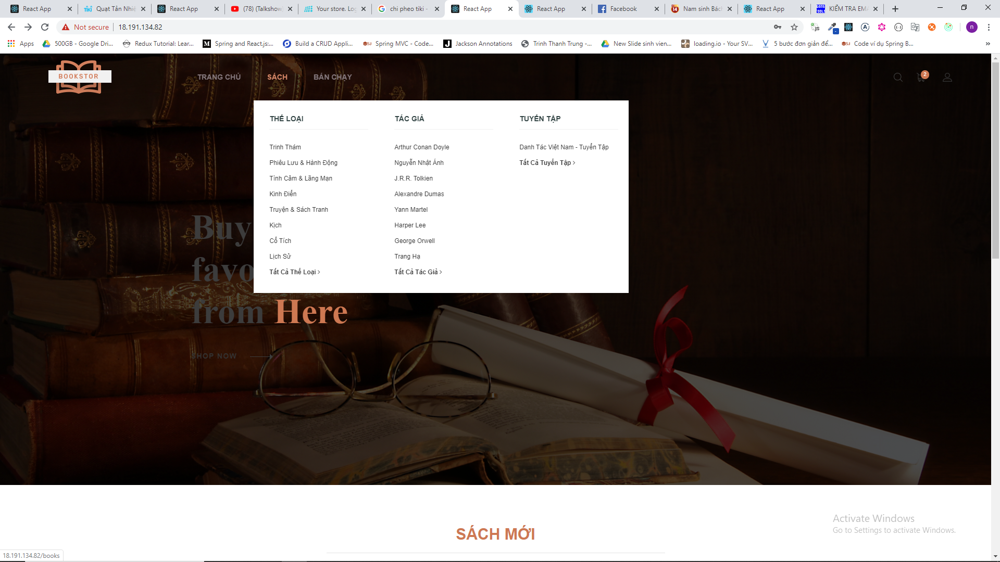 React App
Quạt Tản Nhiệ
React App
(78) (Talkshow
Your store. Log
chi pheo tiki -
React App
React App
Facebook
Nam sinh Bách
React App
KIỂM TRA EMA
Not secure
18.191.134.82
n
Apps
500GB - Google Dri...
Redux Tutorial: Lear...
Spring and React.js:...
Build a CRUD Appli...
Spring MVC - Code...
Jackson Annotations
Trinh Thanh Trung -...
New Slide sinh vien...
loading.io - Your SV...
5 bước đơn giản để...
Code ví dụ Spring B...
BOOKSTOR
TRANG CHỦ
SÁCH
BÁN CHẠY
2
THỂ LOẠI
Trinh Thám
Phiêu Lưu & Hành Động
Tình Cảm & Lãng Mạn
Kinh Điển
Truyện & Sách Tranh
Kịch
Cổ Tích
Lịch Sử
Tất Cả Thể Loại
TÁC GIẢ
Arthur Conan Doyle
Nguyễn Nhật Ánh
J.R.R. Tolkien
Alexandre Dumas
Yann Martel
Harper Lee
George Orwell
Trang Hạ
Tất Cả Tác Giả
TUYỂN TẬP
Danh Tác Việt Nam - Tuyển Tập
Tất Cả Tuyển Tập
Buy
favo
from Here
SHOP NOW
SÁCH MỚI
Activate Windows
Go to Settings to activate Windows.
18.191.134.82/books